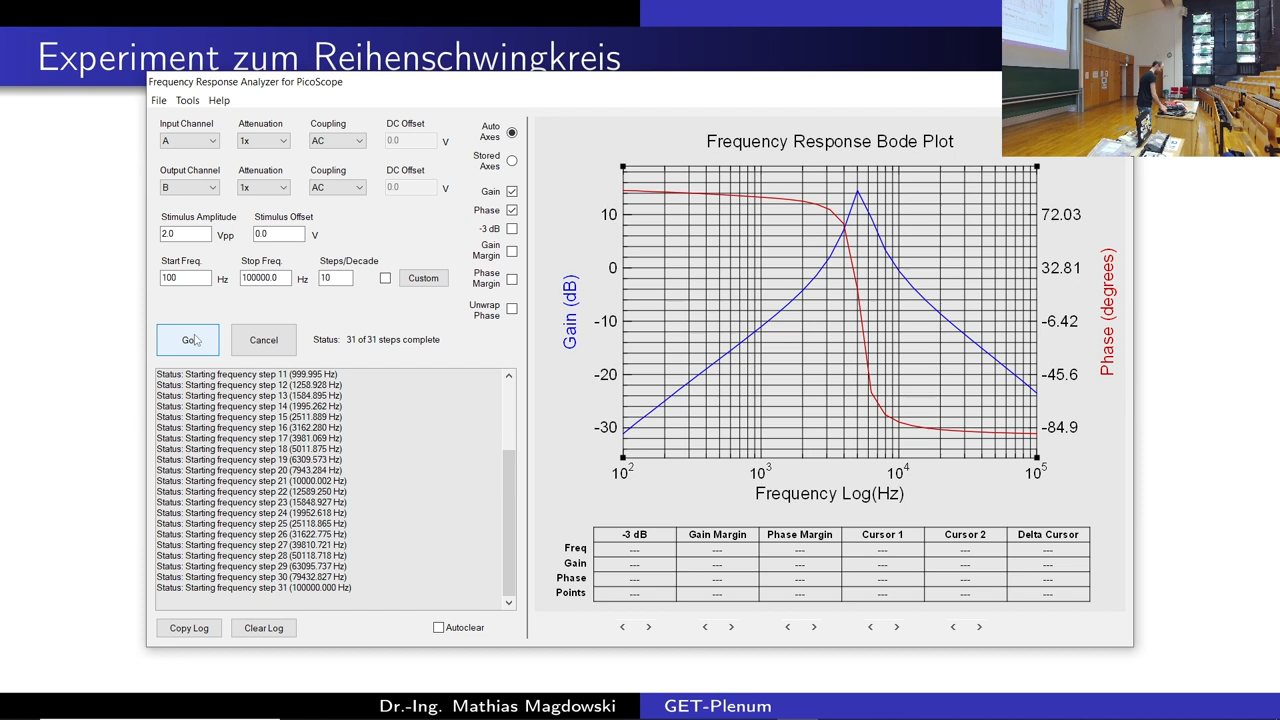 Experiment zum Reihenschwingkreis
Frequency Response Analyzer for PicoScope
File Tools Help
Input Channel Attenuation Coupling DC Offset
A 1x AC 0.0 V
Output Channel Attenuation Coupling DC Offset
B 1x AC 0.0 V
Stimulus Amplitude Stimulus Offset
2.0 Vpp 0.0 V
Start Freq. Stop Freq. Steps/Decade
100 Hz 100000.0 Hz 10 Custom
Auto
Axes
Stored
Axes
Gain
Phase
-3 dB
Gain
Margin
Phase
Margin
Unwrap
Phase
Go Cancel Status: 31 of 31 steps complete
Status: Starting frequency step 11 (999.995 Hz)
Status: Starting frequency step 12 (1258.928 Hz)
Status: Starting frequency step 13 (1584.895 Hz)
Status: Starting frequency step 14 (1995.262 Hz)
Status: Starting frequency step 15 (2511.889 Hz)
Status: Starting frequency step 16 (3162.280 Hz)
Status: Starting frequency step 17 (3981.069 Hz)
Status: Starting frequency step 18 (5011.875 Hz)
Status: Starting frequency step 19 (6309.573 Hz)
Status: Starting frequency step 20 (7943.284 Hz)
Status: Starting frequency step 21 (10000.002 Hz)
Status: Starting frequency step 22 (12589.250 Hz)
Status: Starting frequency step 23 (15848.927 Hz)
Status: Starting frequency step 24 (19952.618 Hz)
Status: Starting frequency step 25 (25118.865 Hz)
Status: Starting frequency step 26 (31622.775 Hz)
Status: Starting frequency step 27 (39810.721 Hz)
Status: Starting frequency step 28 (50118.718 Hz)
Status: Starting frequency step 29 (63095.737 Hz)
Status: Starting frequency step 30 (79432.827 Hz)
Status: Starting frequency step 31 (100000.000 Hz)
Copy Log Clear Log Autoclear
Frequency Response Bode Plot
Gain (dB)
10
0
-10
-20
-30
72.03
32.81
-6.42
-45.6
-84.9
Phase (degrees)
10² 10³ 10⁴ 10⁵
Frequency Log(Hz)
-3 dB Gain Margin Phase Margin Cursor 1 Cursor 2 Delta Cursor
Freq --- --- --- --- --- ---
Gain --- --- --- --- --- ---
Phase --- --- --- --- --- ---
Points --- --- --- --- --- ---
< > < > < > < > < >
Dr.-Ing. Mathias Magdowski GET-Plenum